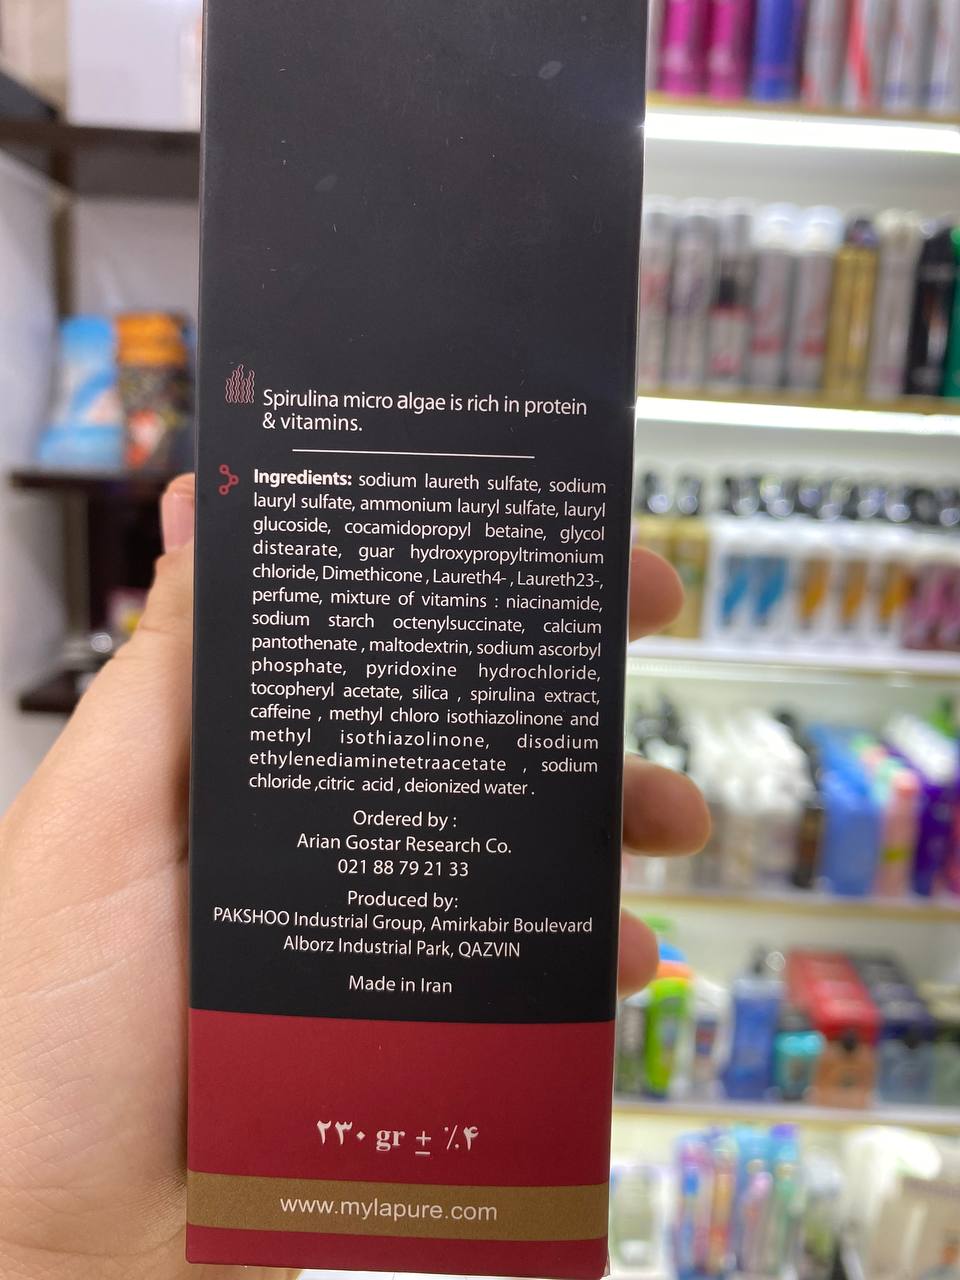 Spirulina micro algae is rich in protein
& vitamins.
Ingredients: sodium laureth sulfate, sodium
lauryl sulfate, ammonium lauryl sulfate, lauryl
glucoside, cocamidopropyl betaine, glycol
distearate, guar hydroxypropyltrimonium
chloride, Dimethicone , Laureth4- , Laureth23-,
perfume, mixture of vitamins : niacinamide,
sodium starch octenylsuccinate, calcium
pantothenate , maltodextrin, sodium ascorbyl
phosphate, pyridoxine hydrochloride,
tocopheryl acetate, silica , spirulina extract,
caffeine , methyl chloro isothiazolinone and
methyl isothiazolinone, disodium
ethylenediaminetetraacetate , sodium
chloride ,citric acid , deionized water .
Ordered by :
Arian Gostar Research Co.
021 88 79 21 33
Produced by:
PAKSHOO Industrial Group, Amirkabir Boulevard
Alborz Industrial Park, QAZVIN
Made in Iran
۲۳۰ gr ± ٪۴
www.mylapure.com